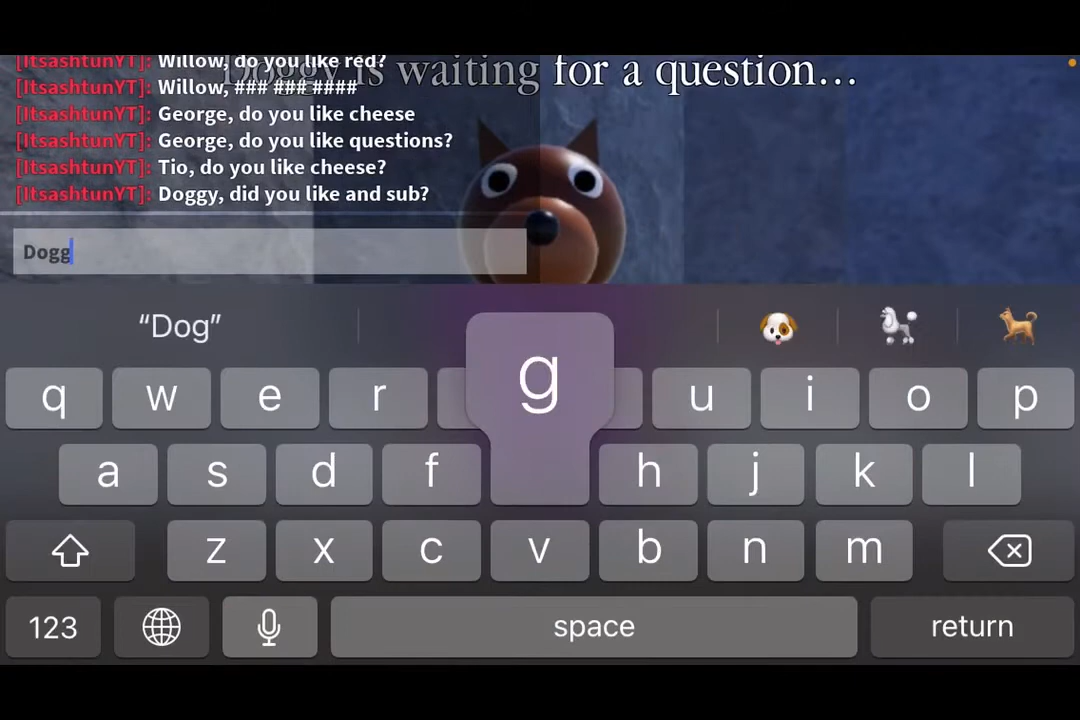 [ItsashtunYT]: Willow, do you like red?
Doggy is waiting for a question...
[ItsashtunYT]: Willow, ### ### ####
[ItsashtunYT]: George, do you like cheese
[ItsashtunYT]: George, do you like questions?
[ItsashtunYT]: Tio, do you like cheese?
[ItsashtunYT]: Doggy, did you like and sub?
Dogg
“Dog”
g
q w e r u i o p
a s d f h j k l
z x c v b n m
123 space return